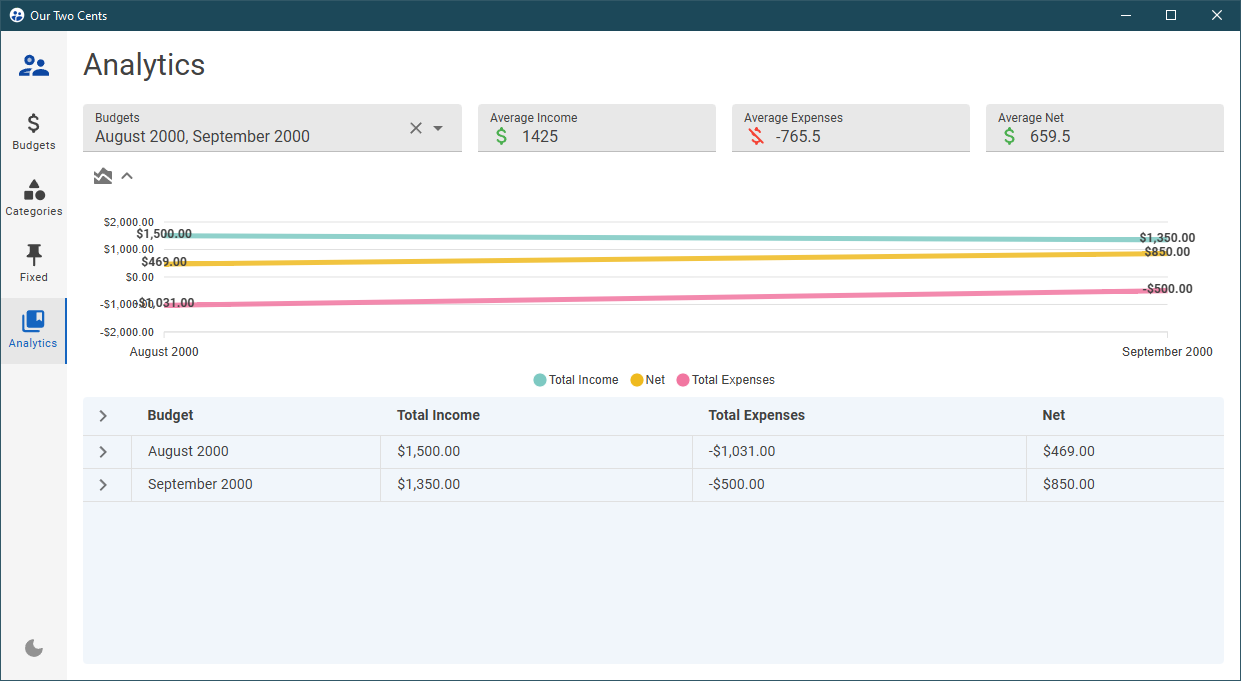 Our Two Cents
Analytics
Budgets
August 2000, September 2000
Average Income
1425
Average Expenses
-765.5
Average Net
659.5
Budgets
Categories
Fixed
Analytics
$2,000.00
$1,000.00
$0.00
-$1,000.00
-$2,000.00
$1,500.00
$469.00
-$1,031.00
$1,350.00
$850.00
-$500.00
August 2000
September 2000
Total Income Net Total Expenses
Budget Total Income Total Expenses Net
August 2000 $1,500.00 -$1,031.00 $469.00
September 2000 $1,350.00 -$500.00 $850.00